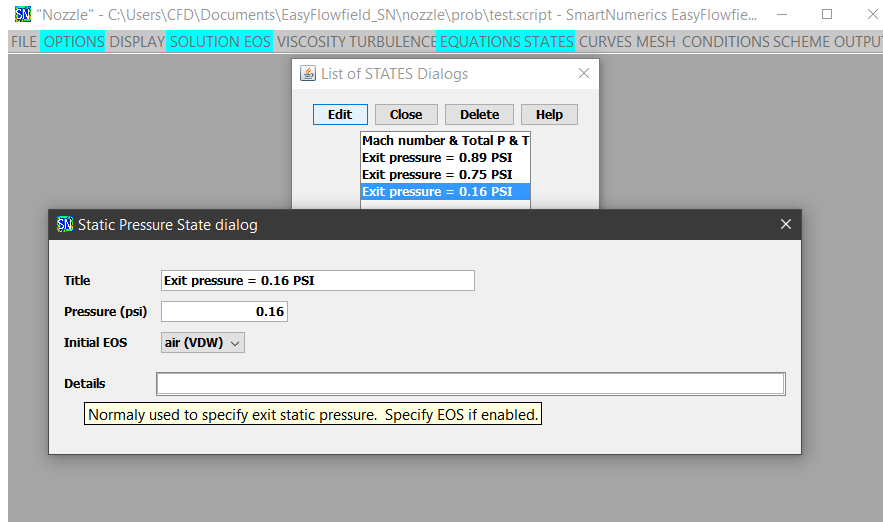 "Nozzle" - C:\Users\CFD\Documents\EasyFlowfield_SN\nozzle\prob\test.script - SmartNumerics EasyFlowfie...
FILE OPTIONS DISPLAY SOLUTION EOS VISCOSITY TURBULENCE EQUATIONS STATES CURVES MESH CONDITIONS SCHEME OUTPU
List of STATES Dialogs
Edit Close Delete Help
Mach number & Total P & T
Exit pressure = 0.89 PSI
Exit pressure = 0.75 PSI
Exit pressure = 0.16 PSI
SN Static Pressure State dialog
Title Exit pressure = 0.16 PSI
Pressure (psi) 0.16
Initial EOS air (VDW)
Details
Normaly used to specify exit static pressure. Specify EOS if enabled.